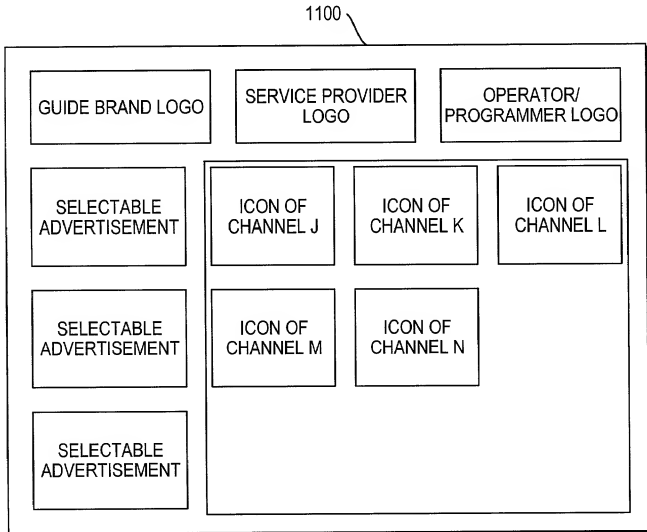 1100
GUIDE BRAND LOGO
SERVICE PROVIDER
LOGO
OPERATOR/
PROGRAMMER LOGO
SELECTABLE
ADVERTISEMENT
ICON OF
CHANNEL J
ICON OF
CHANNEL K
ICON OF
CHANNEL L
SELECTABLE
ADVERTISEMENT
ICON OF
CHANNEL M
ICON OF
CHANNEL N
SELECTABLE
ADVERTISEMENT